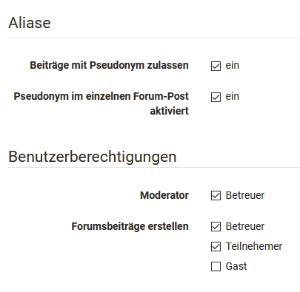 Aliase
Beiträge mit Pseudonym zulassen ein
Pseudonym im einzelnen Forum-Post ein
aktiviert
Benutzerberechtigungen
Moderator Betreuer
Forumsbeiträge erstellen Betreuer
Teilnehemer
Gast